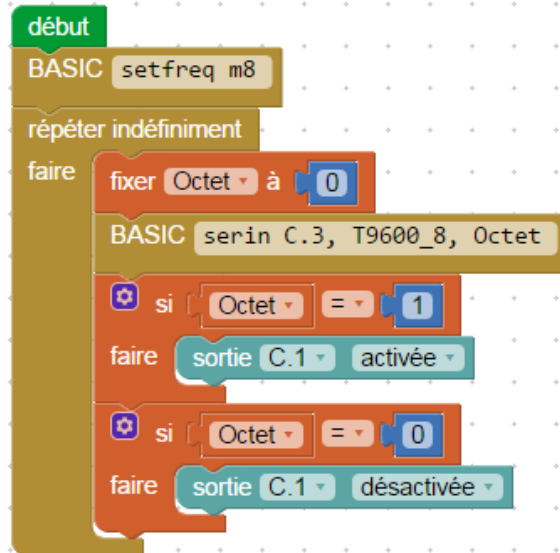 début
BASIC setfreq m8
répéter indéfiniment
faire fixer Octet à 0
BASIC serin C.3, T9600_8, Octet
si Octet = 1
faire sortie C.1 activée
si Octet = 0
faire sortie C.1 désactivée